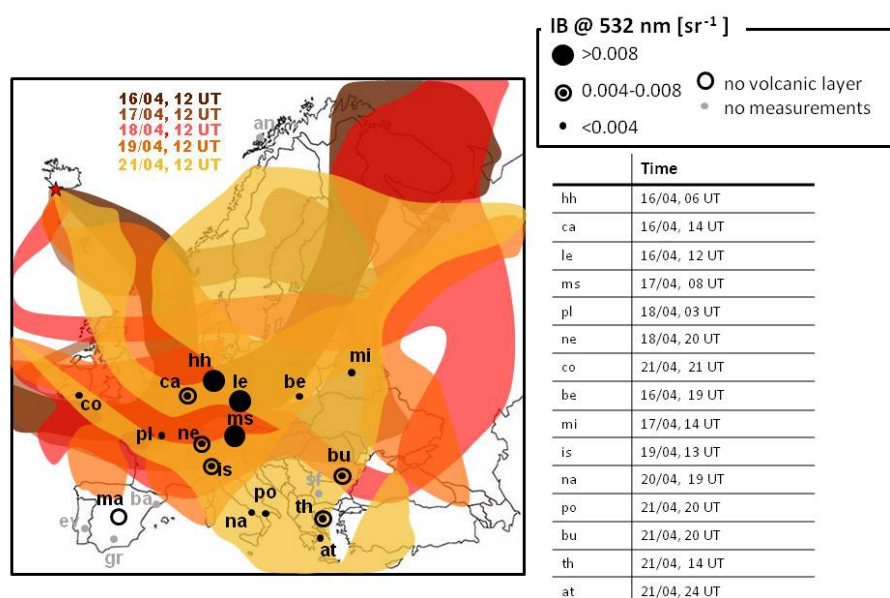 IB @ 532 nm [sr⁻¹ ]
>0.008
0.004-0.008
<0.004
no volcanic layer
no measurements
16/04, 12 UT
17/04, 12 UT
18/04, 12 UT
19/04, 12 UT
21/04, 12 UT
an
hh
mi
ca
le
be
co
ms
pl
ne
bu
is
sf
ma
ba
po
na
th
ev
gr
at
Time
hh 16/04, 06 UT
ca 16/04, 14 UT
le 16/04, 12 UT
ms 17/04, 08 UT
pl 18/04, 03 UT
ne 18/04, 20 UT
co 21/04, 21 UT
be 16/04, 19 UT
mi 17/04, 14 UT
is 19/04, 13 UT
na 20/04, 19 UT
po 21/04, 20 UT
bu 21/04, 20 UT
th 21/04, 14 UT
at 21/04, 24 UT